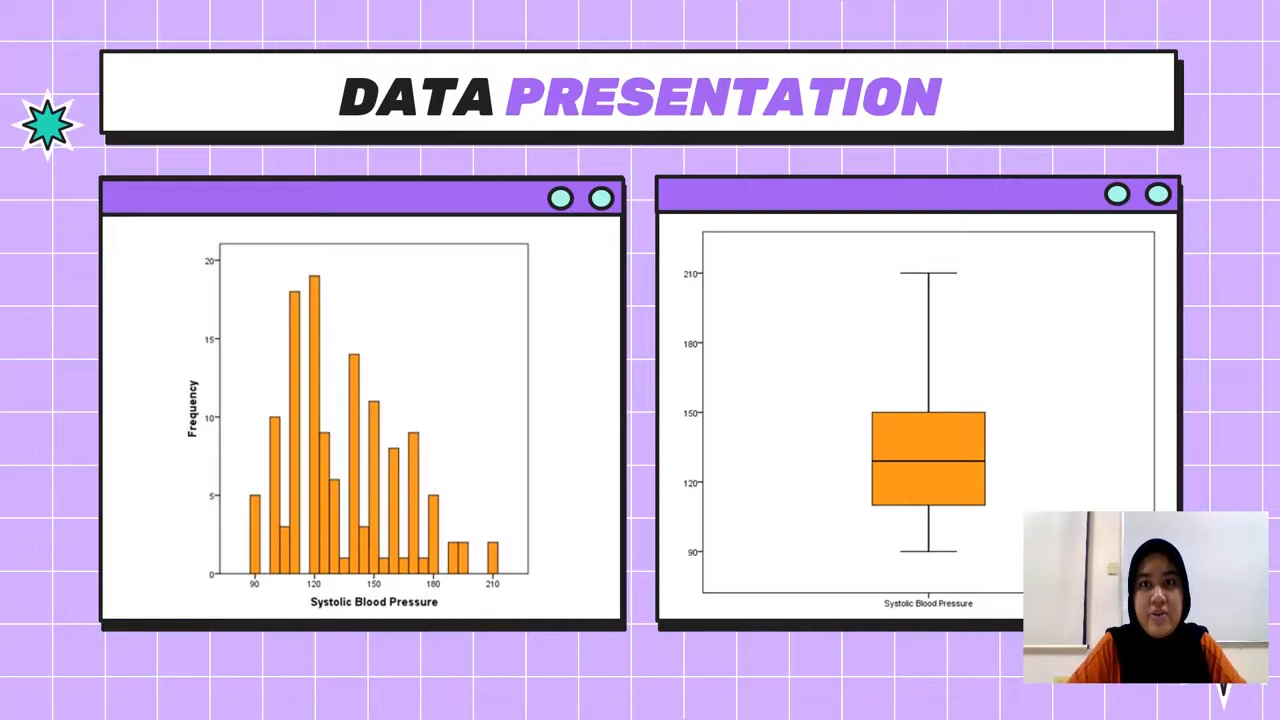 DATA PRESENTATION
20
15
10
5
0
Frequency
90 120 150 180 210
Systolic Blood Pressure
210
180
150
120
90
Systolic Blood Pressure